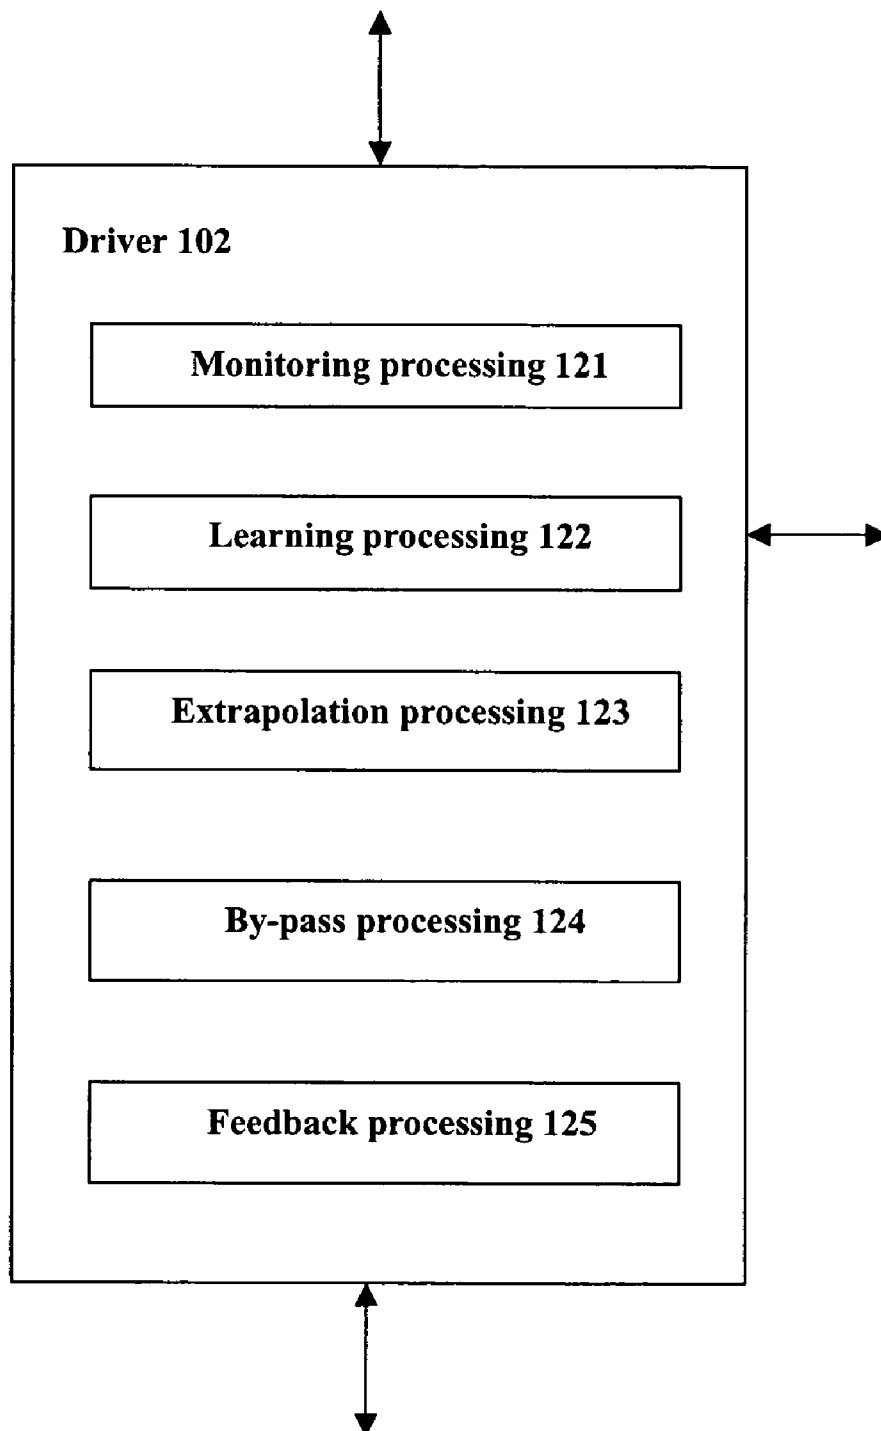 Driver 102
Monitoring processing 121
Learning processing 122
Extrapolation processing 123
By-pass processing 124
Feedback processing 125